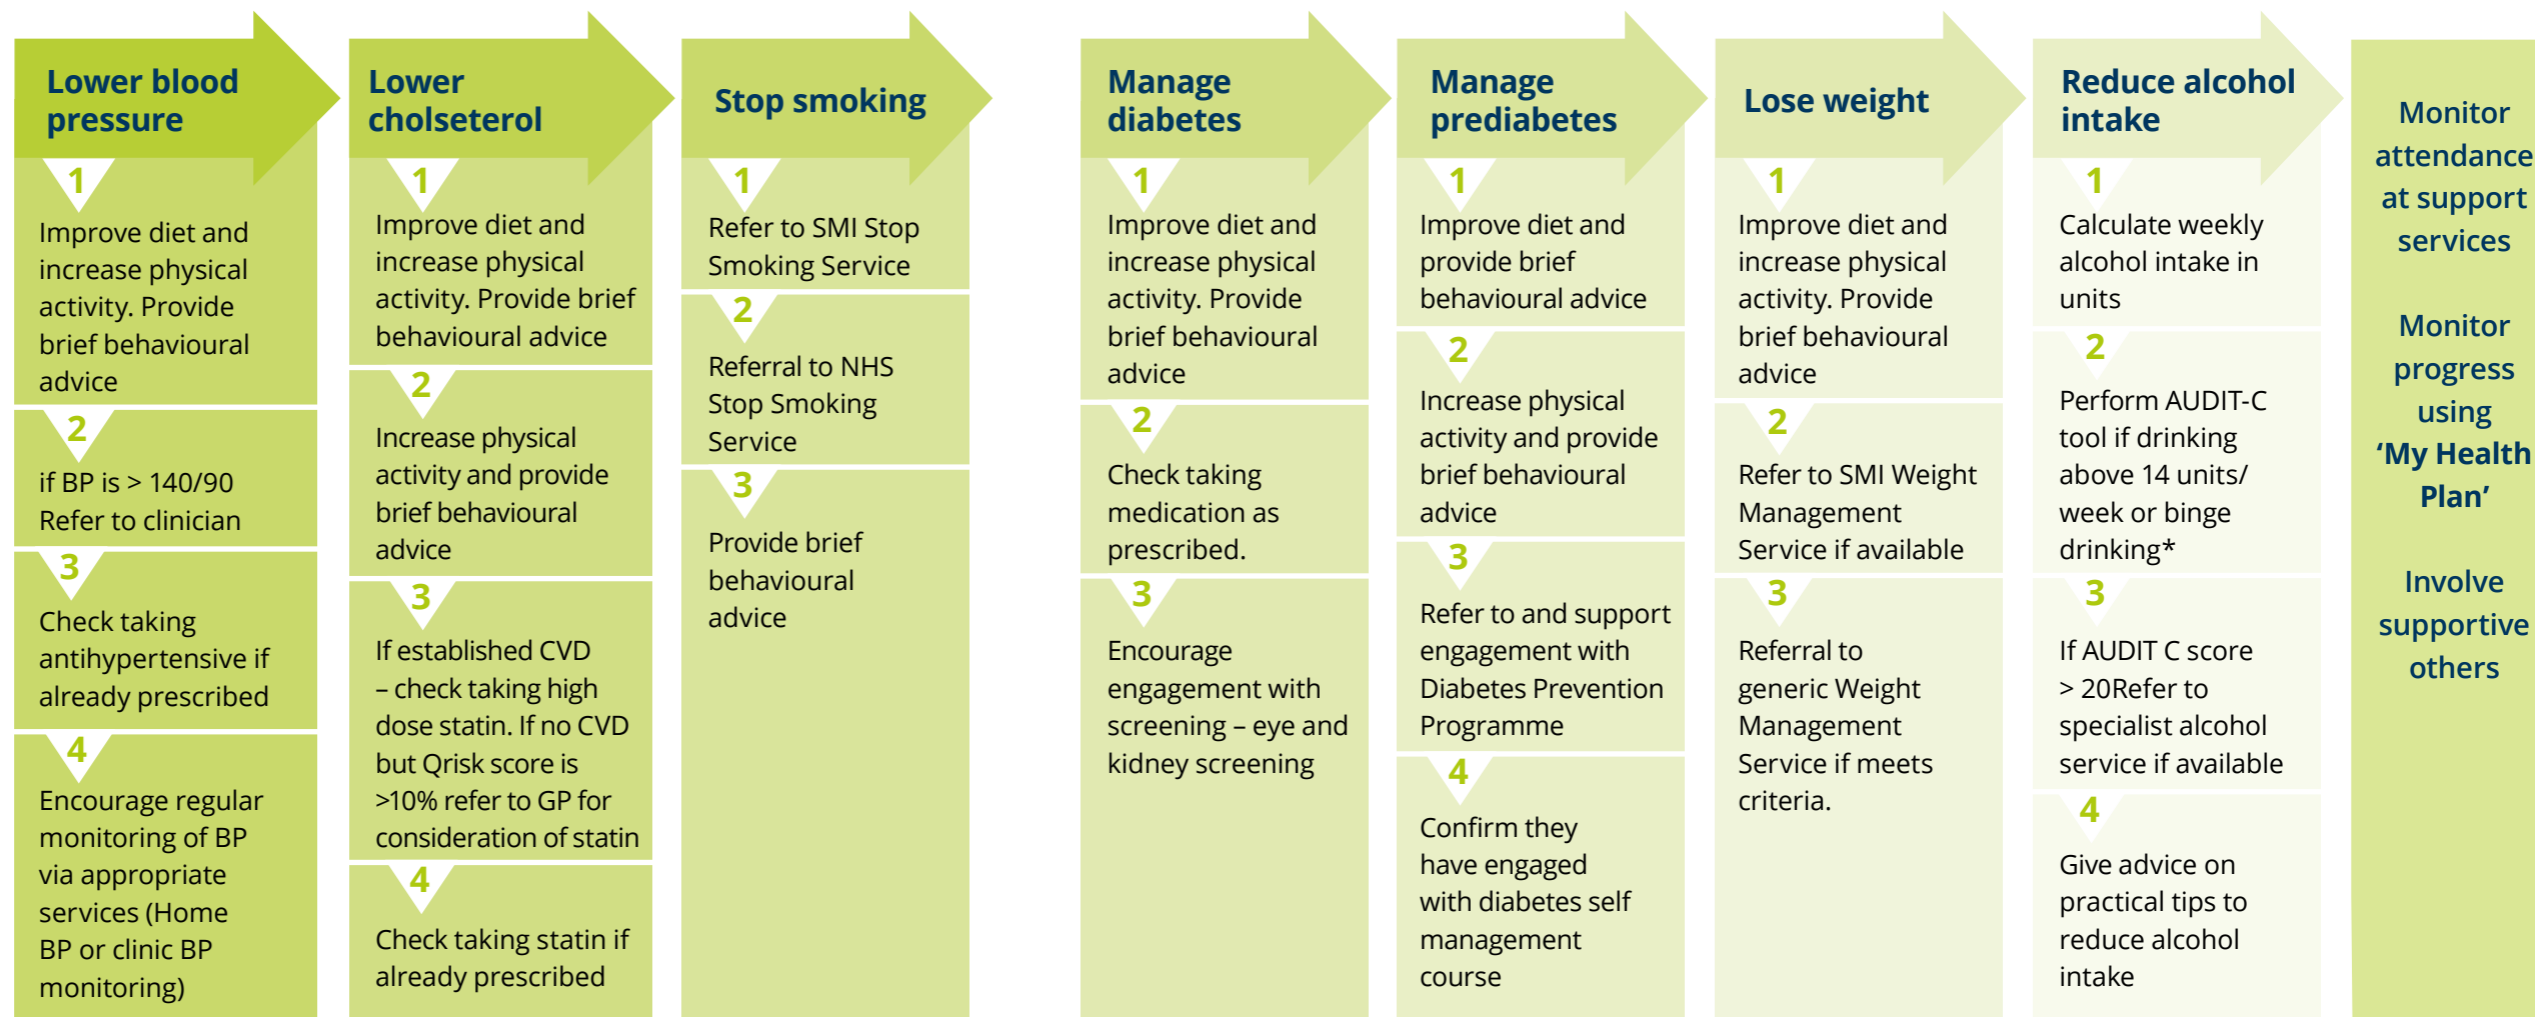 Lower blood
pressure
1
Improve diet and
increase physical
activity. Provide
brief behavioural
advice
2
if BP is > 140/90
Refer to clinician
3
Check taking
antihypertensive if
already prescribed
4
Encourage regular
monitoring of BP
via appropriate
services (Home
BP or clinic BP
monitoring)
Lower
cholseterol
1
Improve diet and
increase physical
activity. Provide brief
behavioural advice
2
Increase physical
activity and provide
brief behavioural
advice
3
If established CVD
– check taking high
dose statin. If no CVD
but Qrisk score is
>10% refer to GP for
consideration of statin
4
Check taking statin if
already prescribed
Stop smoking
1
Refer to SMI Stop
Smoking Service
2
Referral to NHS
Stop Smoking
Service
3
Provide brief
behavioural
advice
Manage
diabetes
1
Improve diet and
increase physical
activity. Provide
brief behavioural
advice
2
Check taking
medication as
prescribed.
3
Encourage
engagement with
screening – eye and
kidney screening
Manage
prediabetes
1
Improve diet and
provide brief
behavioural advice
2
Increase physical
activity and provide
brief behavioural
advice
3
Refer to and support
engagement with
Diabetes Prevention
Programme
4
Confirm they
have engaged
with diabetes self
management
course
Lose weight
1
Improve diet and
increase physical
activity. Provide
brief behavioural
advice
2
Refer to SMI Weight
Management
Service if available
3
Referral to
generic Weight
Management
Service if meets
criteria.
Reduce alcohol
intake
1
Calculate weekly
alcohol intake in
units
2
Perform AUDIT-C
tool if drinking
above 14 units/
week or binge
drinking*
3
If AUDIT C score
> 20Refer to
specialist alcohol
service if available
4
Give advice on
practical tips to
reduce alcohol
intake
Monitor
attendance
at support
services
Monitor
progress
using
‘My Health
Plan’
Involve
supportive
others